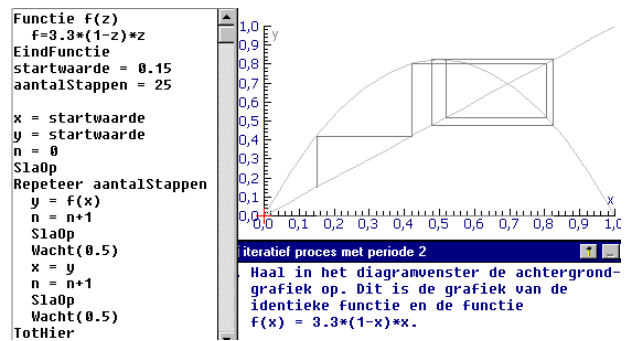 Functie f(z)
f=3.3*(1-z)*z
EindFunctie
startwaarde = 0.15
aantalStappen = 25
x = startwaarde
y = startwaarde
n = 0
SlaOp
Repeteer aantalStappen
y = f(x)
n = n+1
SlaOp
Wacht(0.5)
x = y
n = n+1
SlaOp
Wacht(0.5)
TotHier
y
1,0
0,9
0,8
0,7
0,6
0,5
0,4
0,3
0,2
0,1
0,0
x
0,0 0,1 0,2 0,3 0,4 0,5 0,6 0,7 0,8 0,9 1,0
iteratief proces met periode 2
. Haal in het diagramvenster de achtergrond-
grafiek op. Dit is de grafiek van de
identieke functie en de functie
f(x) = 3.3*(1-x)*x.